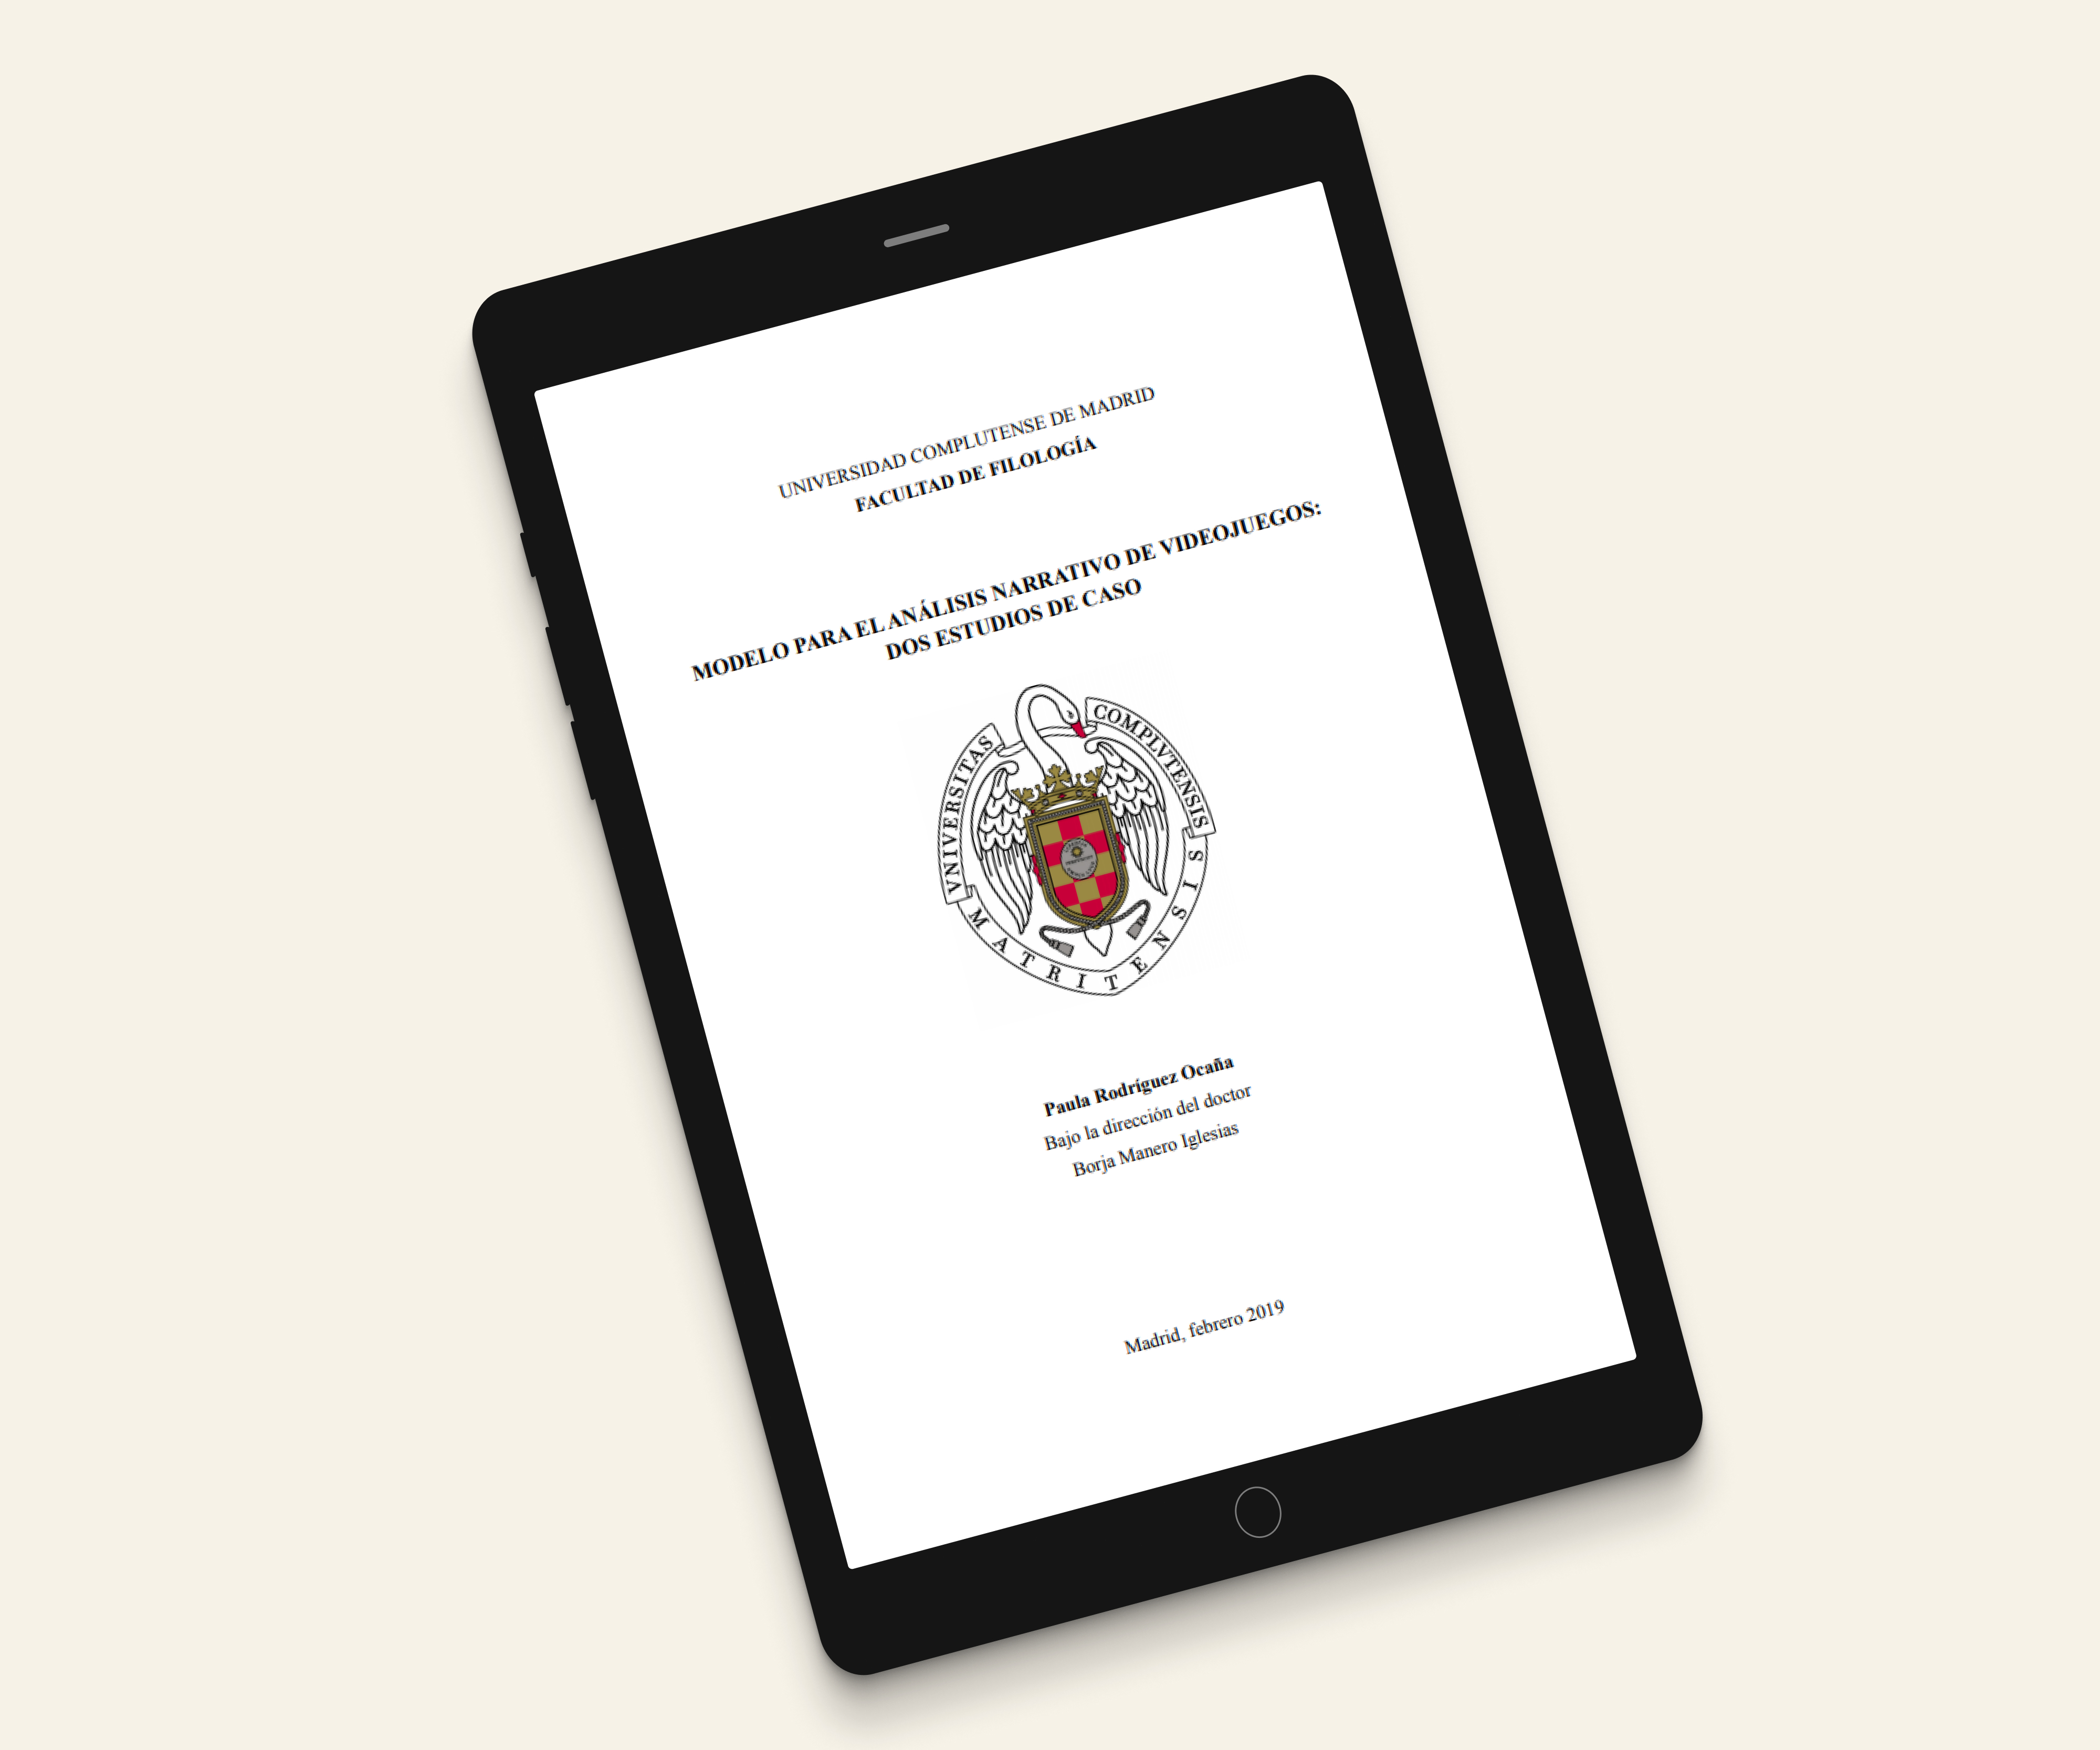 UNIVERSIDAD COMPLUTENSE DE MADRID
FACULTAD DE FILOLOGÍA
MODELO PARA EL ANÁLISIS NARRATIVO DE VIDEOJUEGOS:
DOS ESTUDIOS DE CASO
VNIVERSITAS
COMPLVTENSIS
MATRITENSIS
Paula Rodríguez Ocaña
Bajo la dirección del doctor
Borja Manero Iglesias
Madrid, febrero 2019